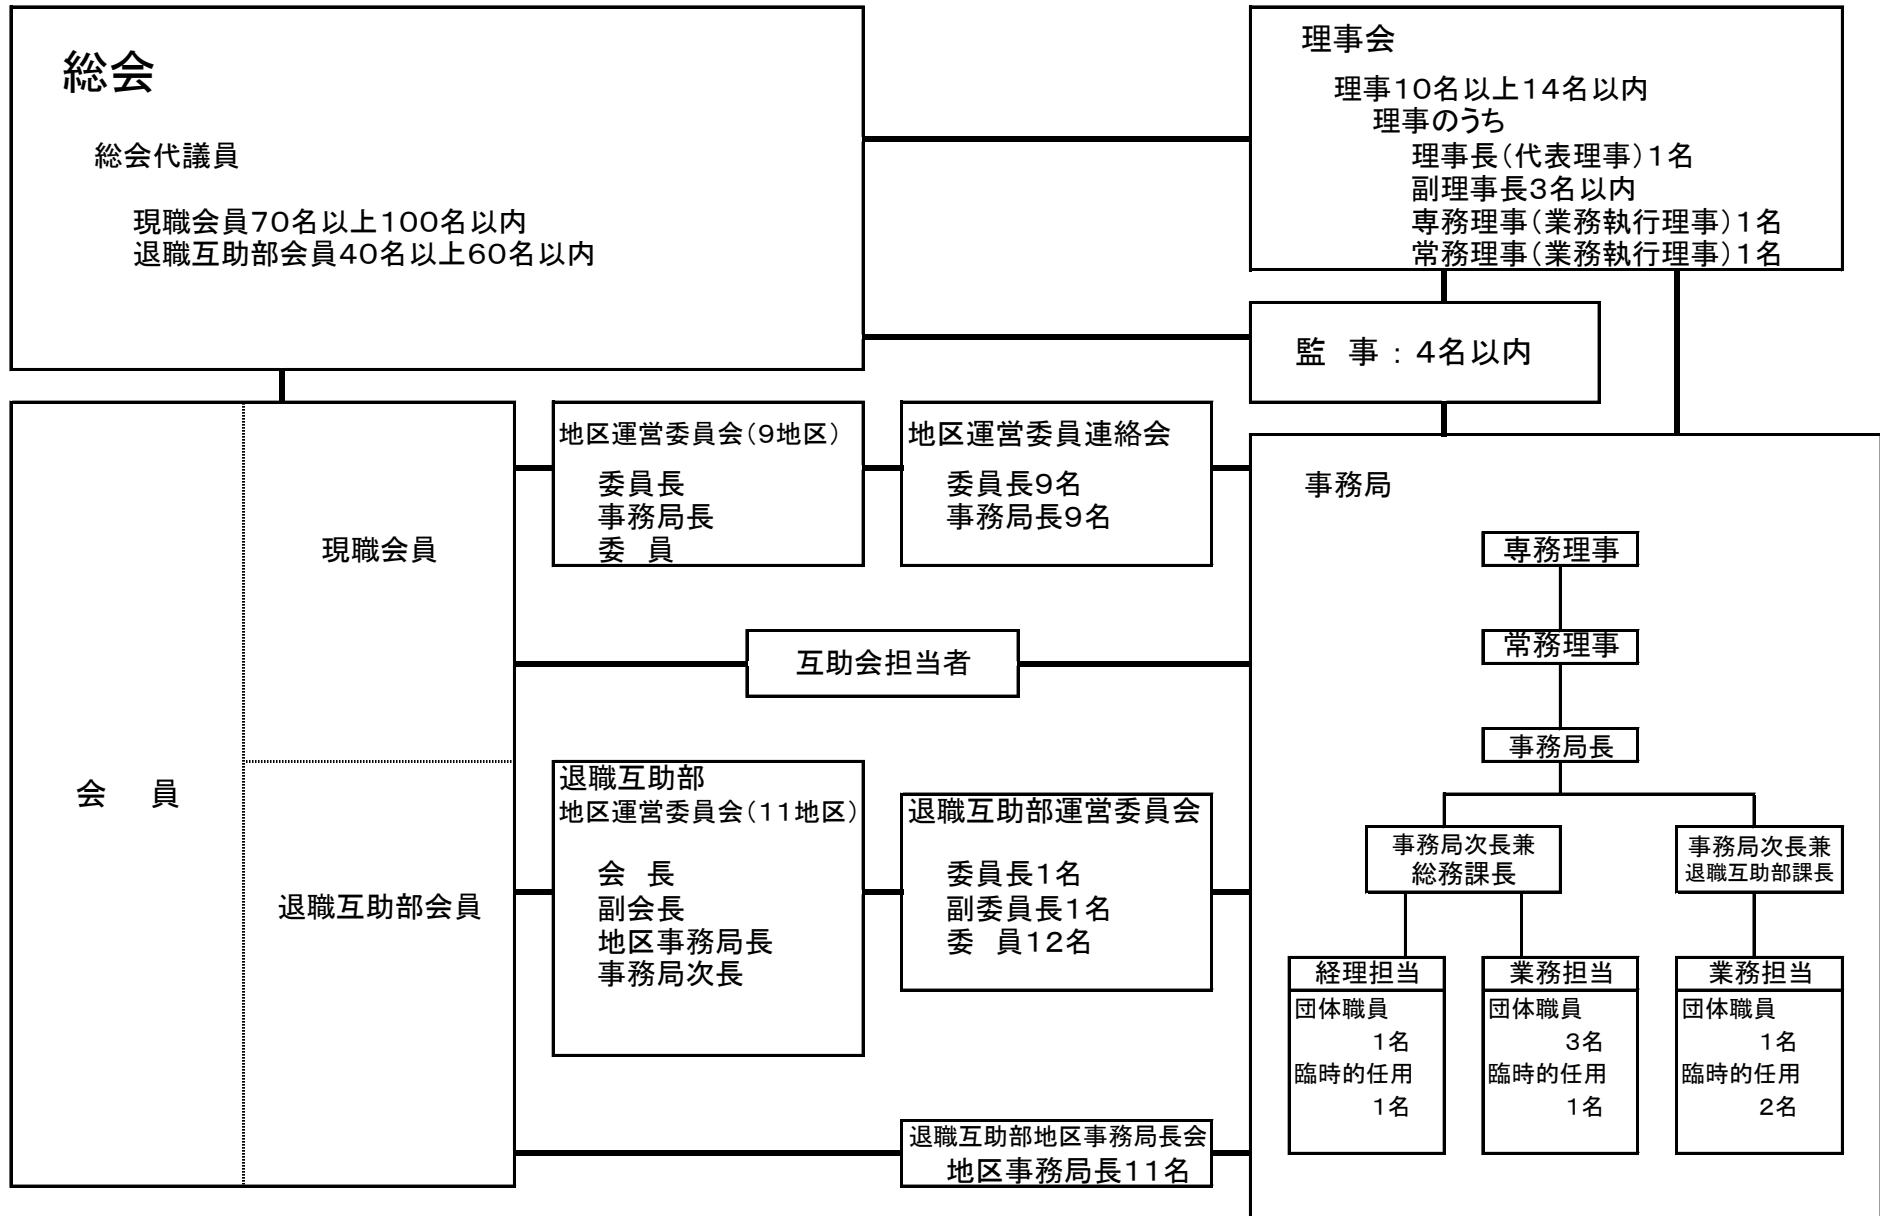 総会
総会代議員
現職会員70名以上100名以内
退職互助部会員40名以上60名以内
理事会
理事10名以上14名以内
理事のうち
理事長(代表理事)1名
副理事長3名以内
専務理事(業務執行理事)1名
常務理事(業務執行理事)1名
監　事：4名以内
会　員
現職会員
退職互助部会員
地区運営委員会(9地区)
委員長
事務局長
委　員
地区運営委員連絡会
委員長9名
事務局長9名
互助会担当者
退職互助部
地区運営委員会(11地区)
会　長
副会長
地区事務局長
事務局次長
退職互助部運営委員会
委員長1名
副委員長1名
委　員12名
退職互助部地区事務局長会
地区事務局長11名
事務局
専務理事
常務理事
事務局長
事務局次長兼
総務課長
事務局次長兼
退職互助部課長
経理担当
団体職員
1名
臨時的任用
1名
業務担当
団体職員
3名
臨時的任用
1名
業務担当
団体職員
1名
臨時的任用
2名